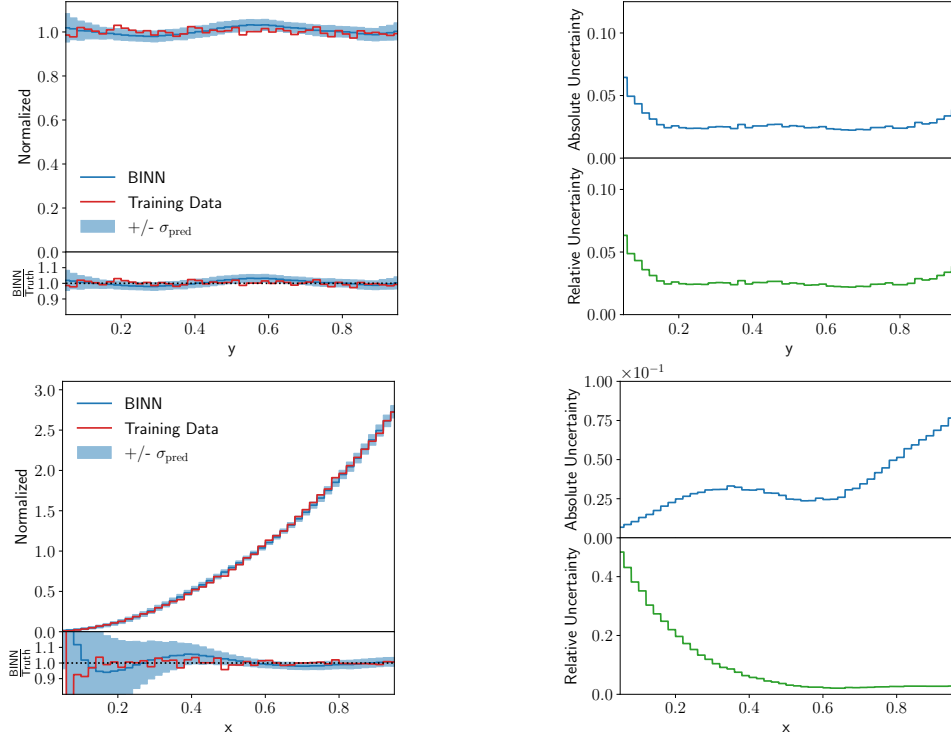 1.0
0.8
0.6
0.4
0.2
0.0
Normalized
BINN
Training Data
+/- σpred
1.1
1.0
0.9
BINN
Truth
0.2 0.4 0.6 0.8
y
0.10
0.05
0.00
Absolute Uncertainty
0.10
0.05
0.00
Relative Uncertainty
0.2 0.4 0.6 0.8
y
3.0
2.5
2.0
1.5
1.0
0.5
0.0
Normalized
BINN
Training Data
+/- σpred
1.1
1.0
0.9
BINN
Truth
0.2 0.4 0.6 0.8
x
×10⁻¹
1.00
0.75
0.50
0.25
0.00
Absolute Uncertainty
0.4
0.2
0.0
Relative Uncertainty
0.2 0.4 0.6 0.8
x